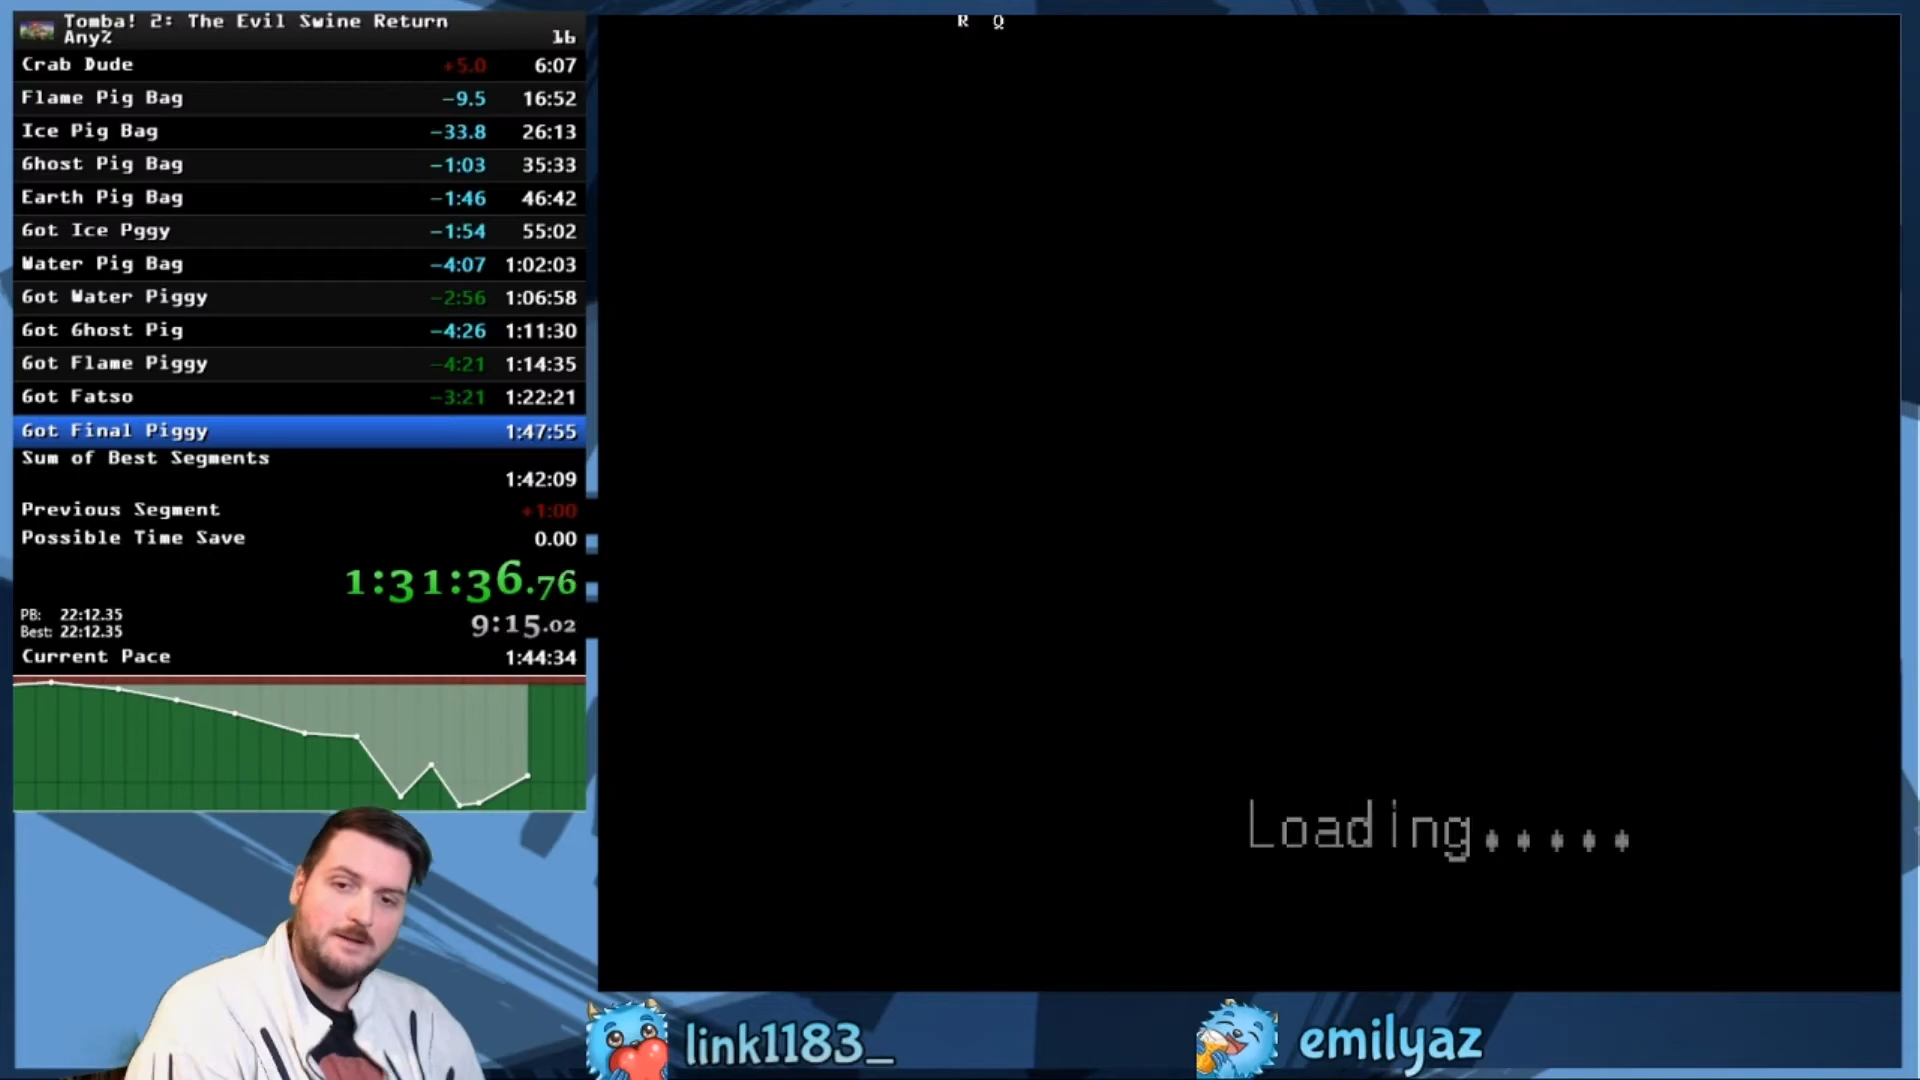 Tomba! 2: The Evil Swine Return
Any% 16
Crab Dude +5.0 6:07
Flame Pig Bag −9.5 16:52
Ice Pig Bag −33.8 26:13
Ghost Pig Bag −1:03 35:33
Earth Pig Bag −1:46 46:42
Got Ice Pggy −1:54 55:02
Water Pig Bag −4:07 1:02:03
Got Water Piggy −2:56 1:06:58
Got Ghost Pig −4:26 1:11:30
Got Flame Piggy −4:21 1:14:35
Got Fatso −3:21 1:22:21
Got Final Piggy 1:47:55
Sum of Best Segments
1:42:09
Previous Segment +1:00
Possible Time Save 0.00
1:31:36.76
PB: 22:12.35
Best: 22:12.35
9:15.02
Current Pace 1:44:34
R Q
Loading.....
link1183_
emilyaz